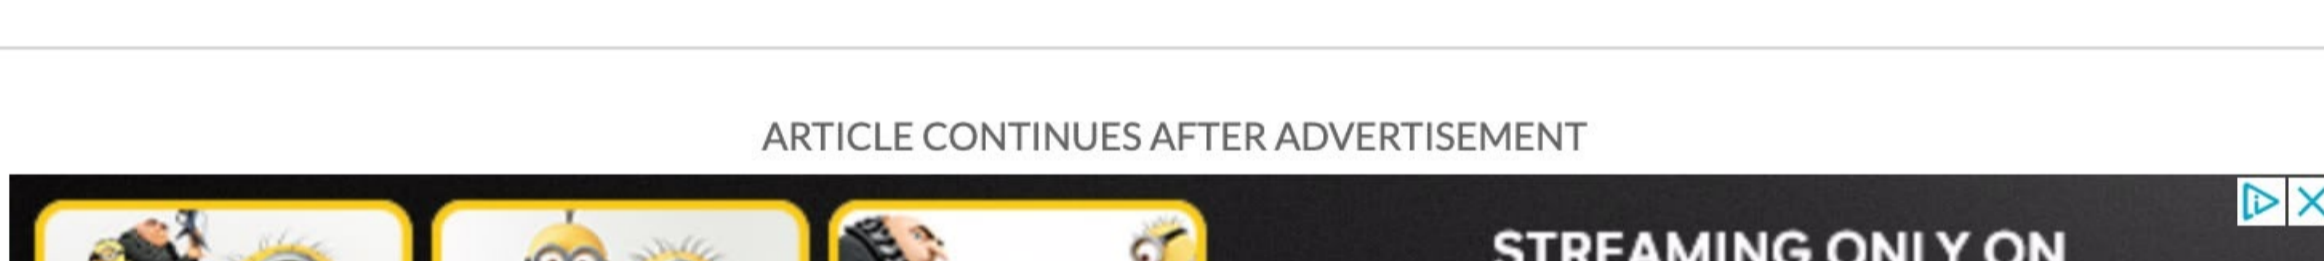 ARTICLE CONTINUES AFTER ADVERTISEMENT
STREAMING ONLY ON